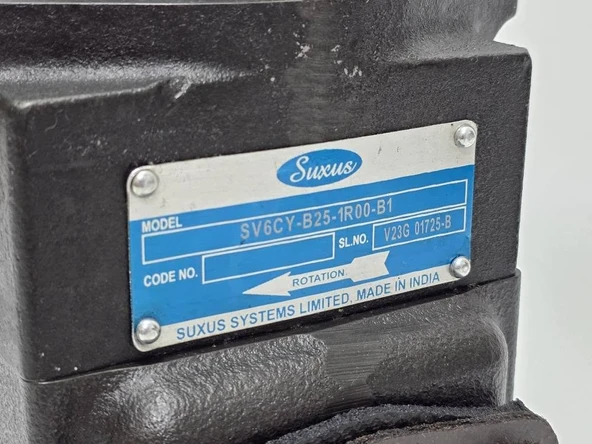 Suxus
MODEL SV6CY-B25-1R00-B1
CODE NO. SL.NO. V23G 01725-B
ROTATION
SUXUS SYSTEMS LIMITED, MADE IN INDIA